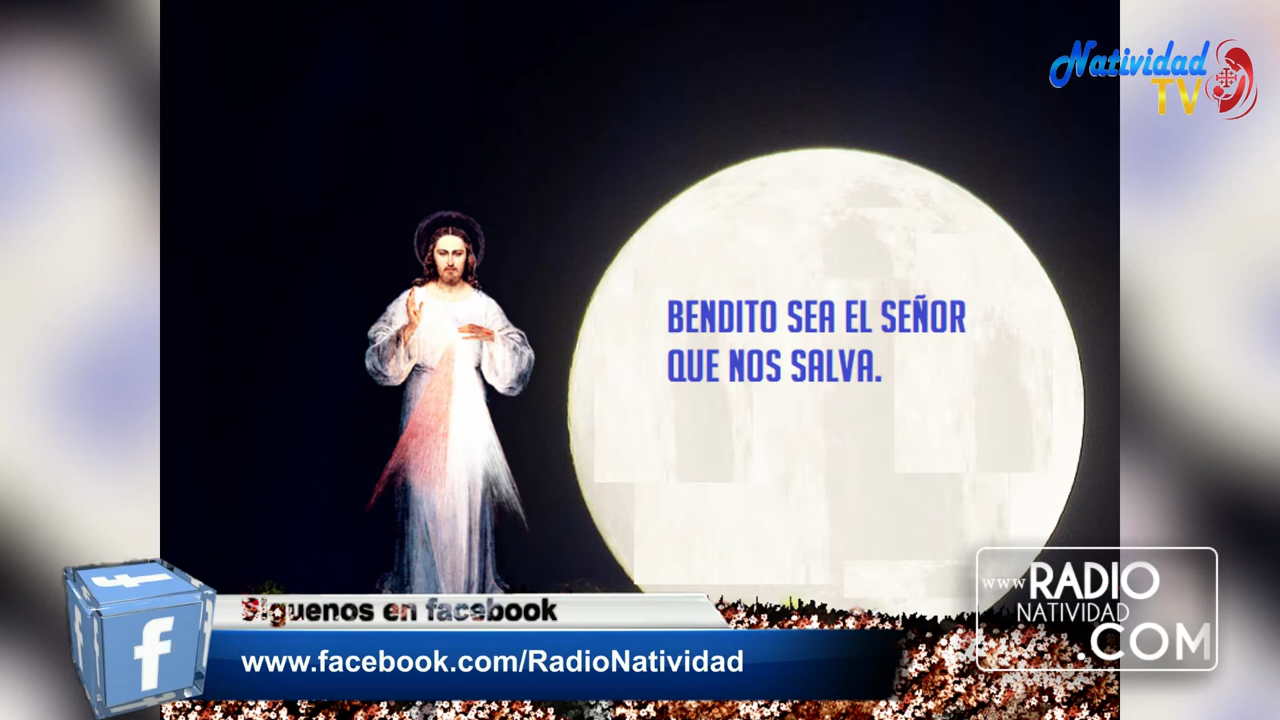 Natividad
TV
BENDITO SEA EL SEÑOR
QUE NOS SALVA.
Síguenos en facebook
www.facebook.com/RadioNatividad
www RADIO
NATIVIDAD
.COM